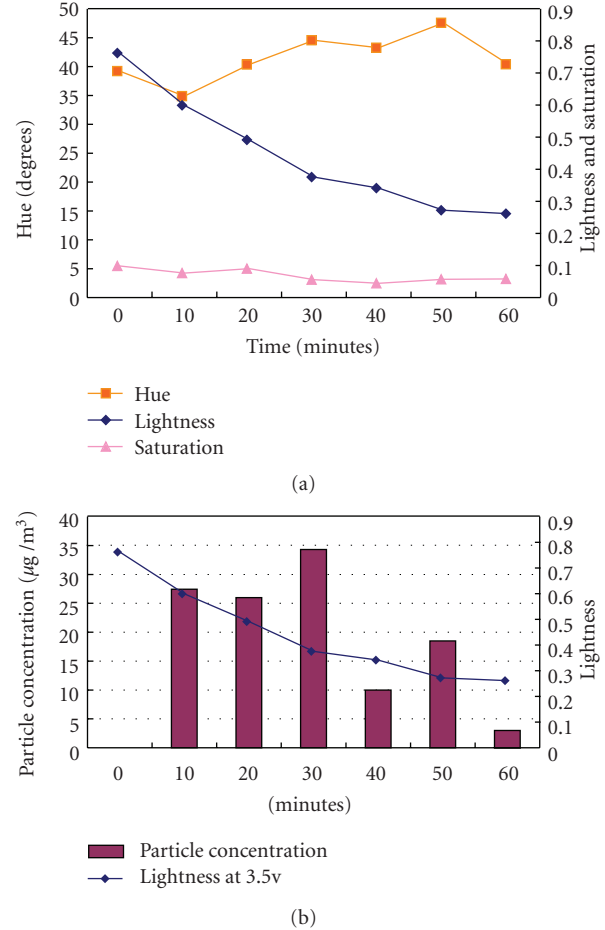 50
45
40
35
30
25
20
15
10
5
0
Hue (degrees)
0.9
0.8
0.7
0.6
0.5
0.4
0.3
0.2
0.1
0
Lightness and saturation
0 10 20 30 40 50 60
Time (minutes)
Hue
Lightness
Saturation
(a)
40
35
30
25
20
15
10
5
0
Particle concentration (μg /m³)
0.9
0.8
0.7
0.6
0.5
0.4
0.3
0.2
0.1
0
Lightness
0 10 20 30 40 50 60
(minutes)
Particle concentration
Lightness at 3.5v
(b)